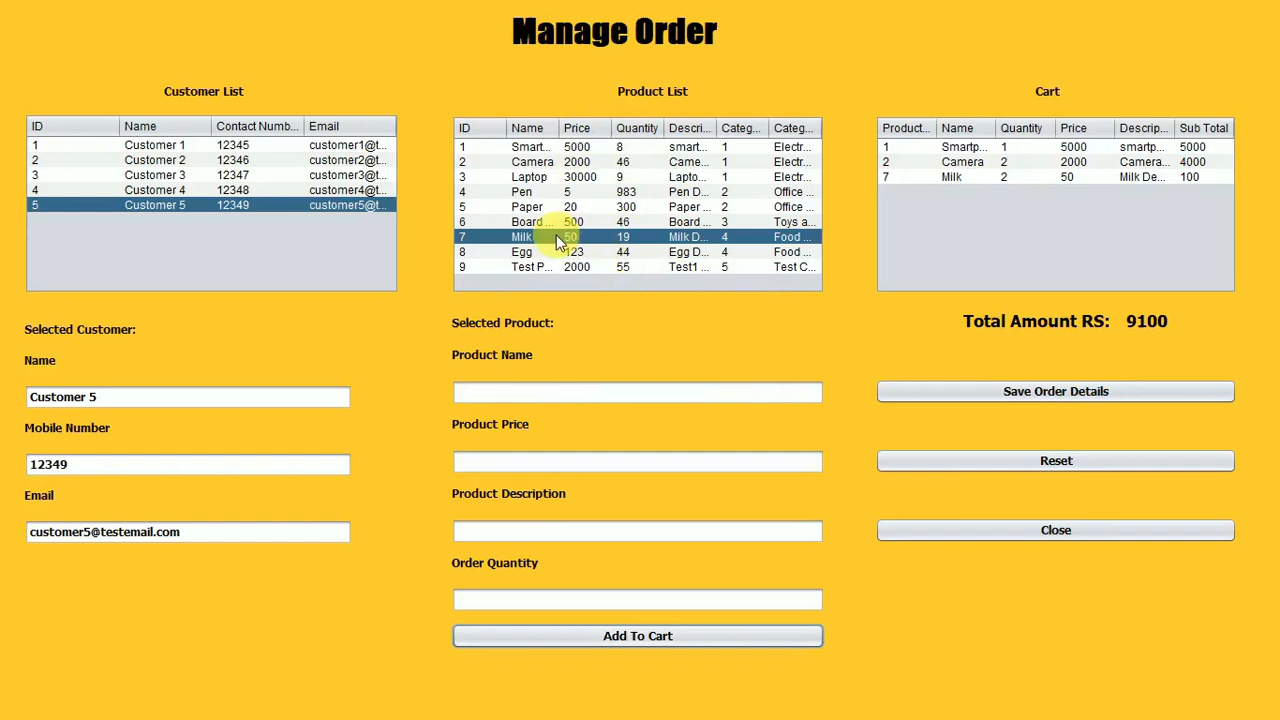 Manage Order
Customer List
ID Name Contact Numb... Email
1 Customer 1 12345 customer1@t...
2 Customer 2 12346 customer2@t...
3 Customer 3 12347 customer3@t...
4 Customer 4 12348 customer4@t...
5 Customer 5 12349 customer5@t...
Selected Customer:
Name
Customer 5
Mobile Number
12349
Email
customer5@testemail.com
Product List
ID Name Price Quantity Descri... Categ... Categ...
1 Smart... 5000 8 smart... 1 Electr...
2 Camera 2000 46 Came... 1 Electr...
3 Laptop 30000 9 Lapto... 1 Electr...
4 Pen 5 983 Pen D... 2 Office ...
5 Paper 20 300 Paper ... 2 Office ...
6 Board ... 500 46 Board ... 3 Toys a...
7 Milk 50 19 Milk D... 4 Food ...
8 Egg 123 44 Egg D... 4 Food ...
9 Test P... 2000 55 Test1 ... 5 Test C...
Selected Product:
Product Name
Product Price
Product Description
Order Quantity
Add To Cart
Cart
Product... Name Quantity Price Descrip... Sub Total
1 Smartp... 1 5000 smartp... 5000
2 Camera 2 2000 Camera... 4000
7 Milk 2 50 Milk De... 100
Total Amount RS: 9100
Save Order Details
Reset
Close